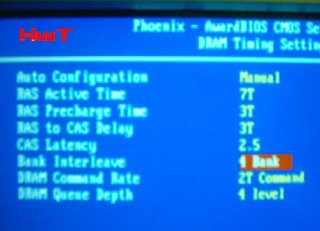 HwT
Phoenix - AwardBIOS CMOS Se
DRAM Timing Settin
Auto Configuration Manual
RAS Active Time 7T
RAS Precharge Time 3T
RAS to CAS Delay 3T
CAS Latency 2.5
Bank Interleave 4 Bank
DRAM Command Rate 2T Command
DRAM Queue Depth 4 level